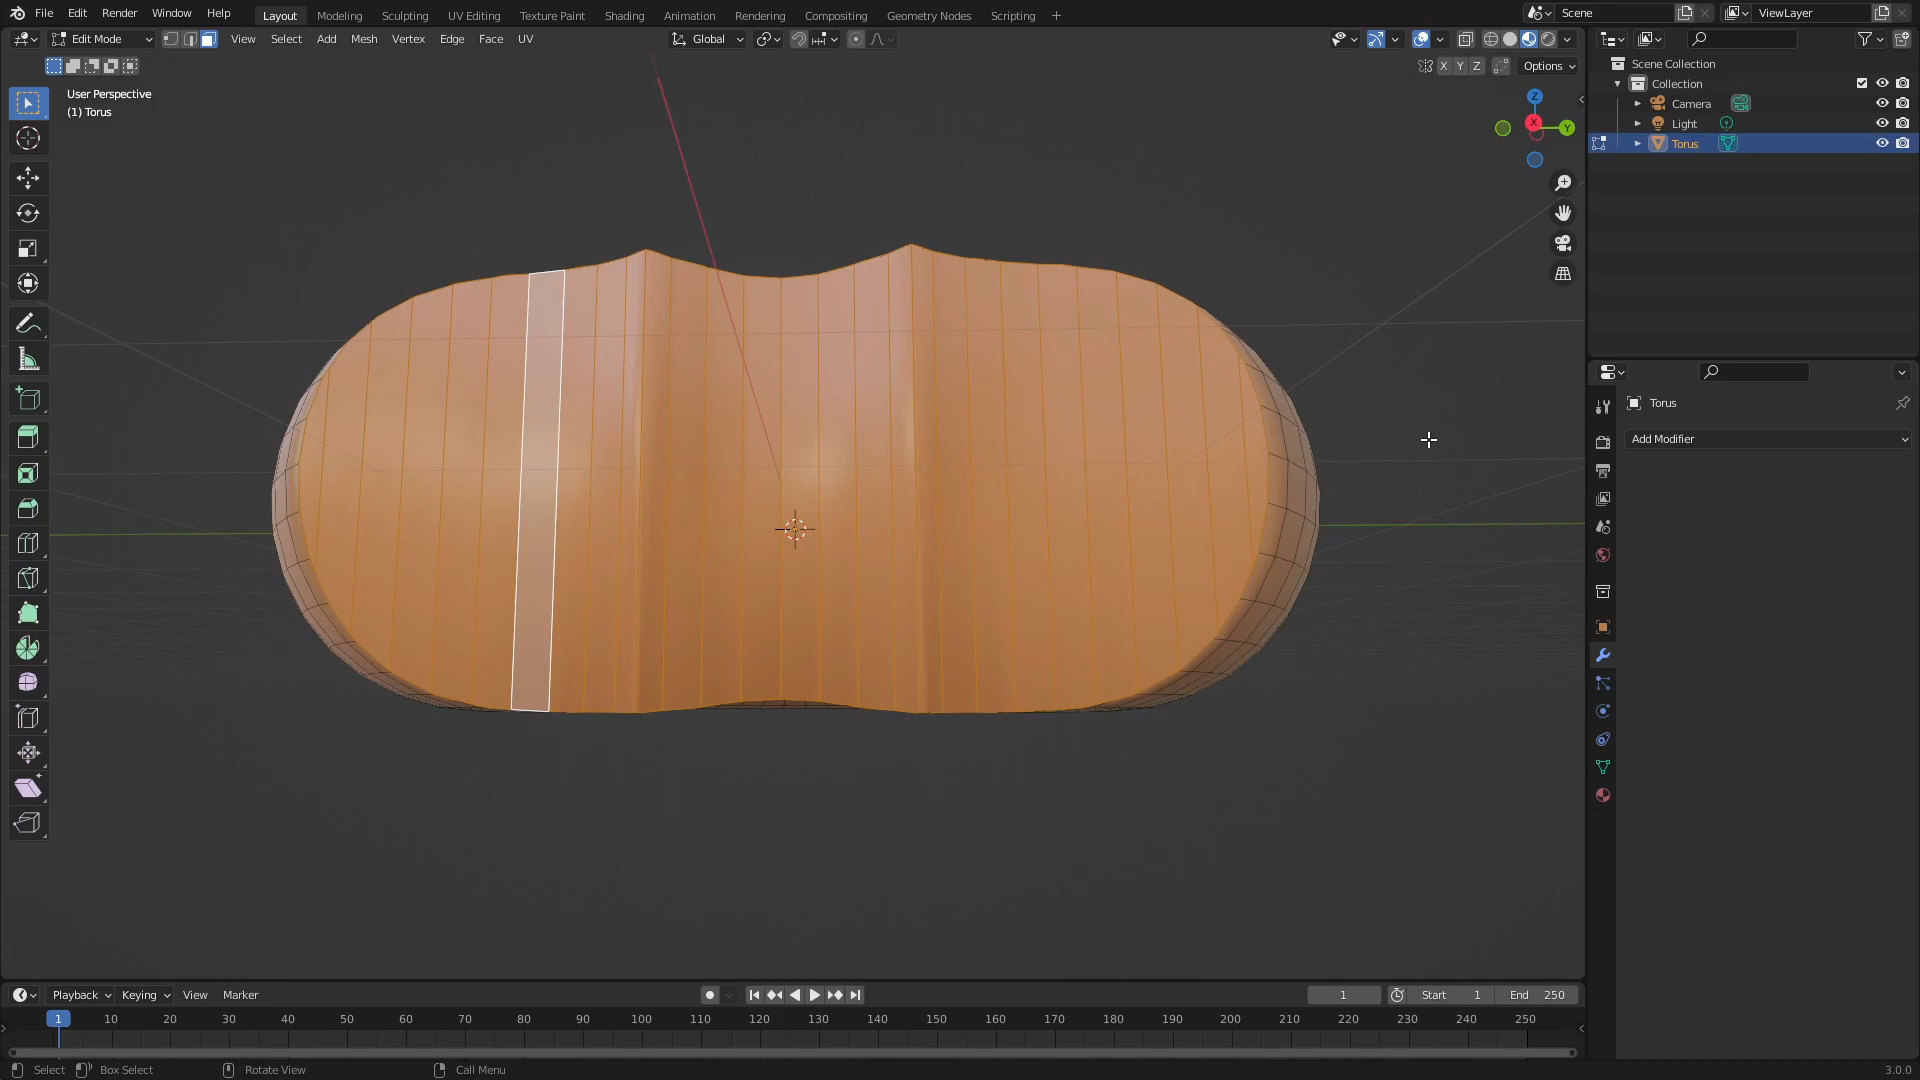 File Edit Render Window Help Layout Modeling Sculpting UV Editing Texture Paint Shading Animation Rendering Compositing Geometry Nodes Scripting + Scene ViewLayer
Edit Mode View Select Add Mesh Vertex Edge Face UV Global
X Y Z Options
User Perspective
(1) Torus
Z
X
Y
Scene Collection
Collection
Camera
Light
Torus
Torus
Add Modifier
Playback Keying View Marker 1 Start 1 End 250
1 10 20 30 40 50 60 70 80 90 100 110 120 130 140 150 160 170 180 190 200 210 220 230 240 250
Select Box Select Rotate View Call Menu 3.0.0